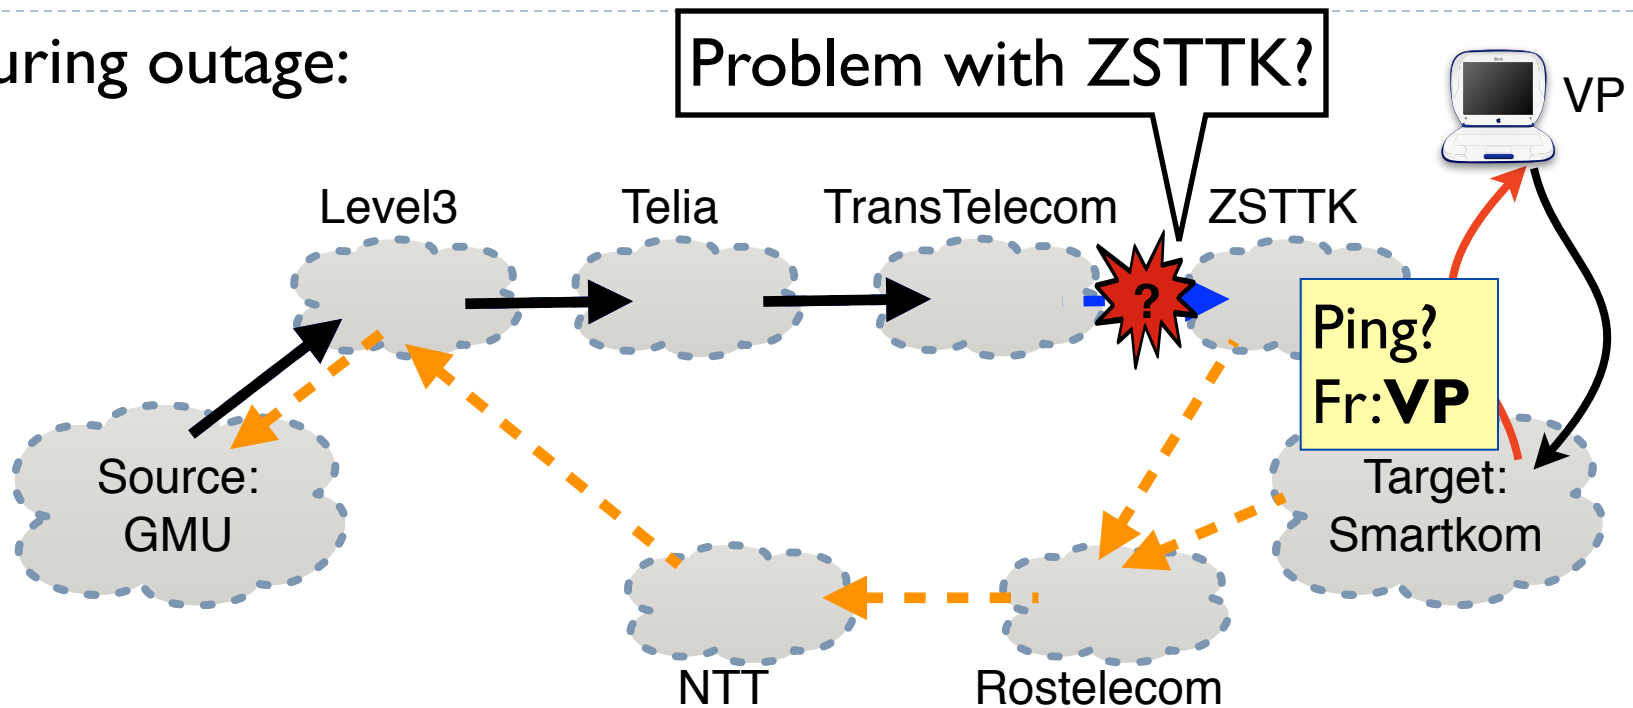 uring outage:
Problem with ZSTTK?
VP
Level3
Telia
TransTelecom
ZSTTK
?
Ping?
Fr:VP
Source:
GMU
Target:
Smartkom
NTT
Rostelecom